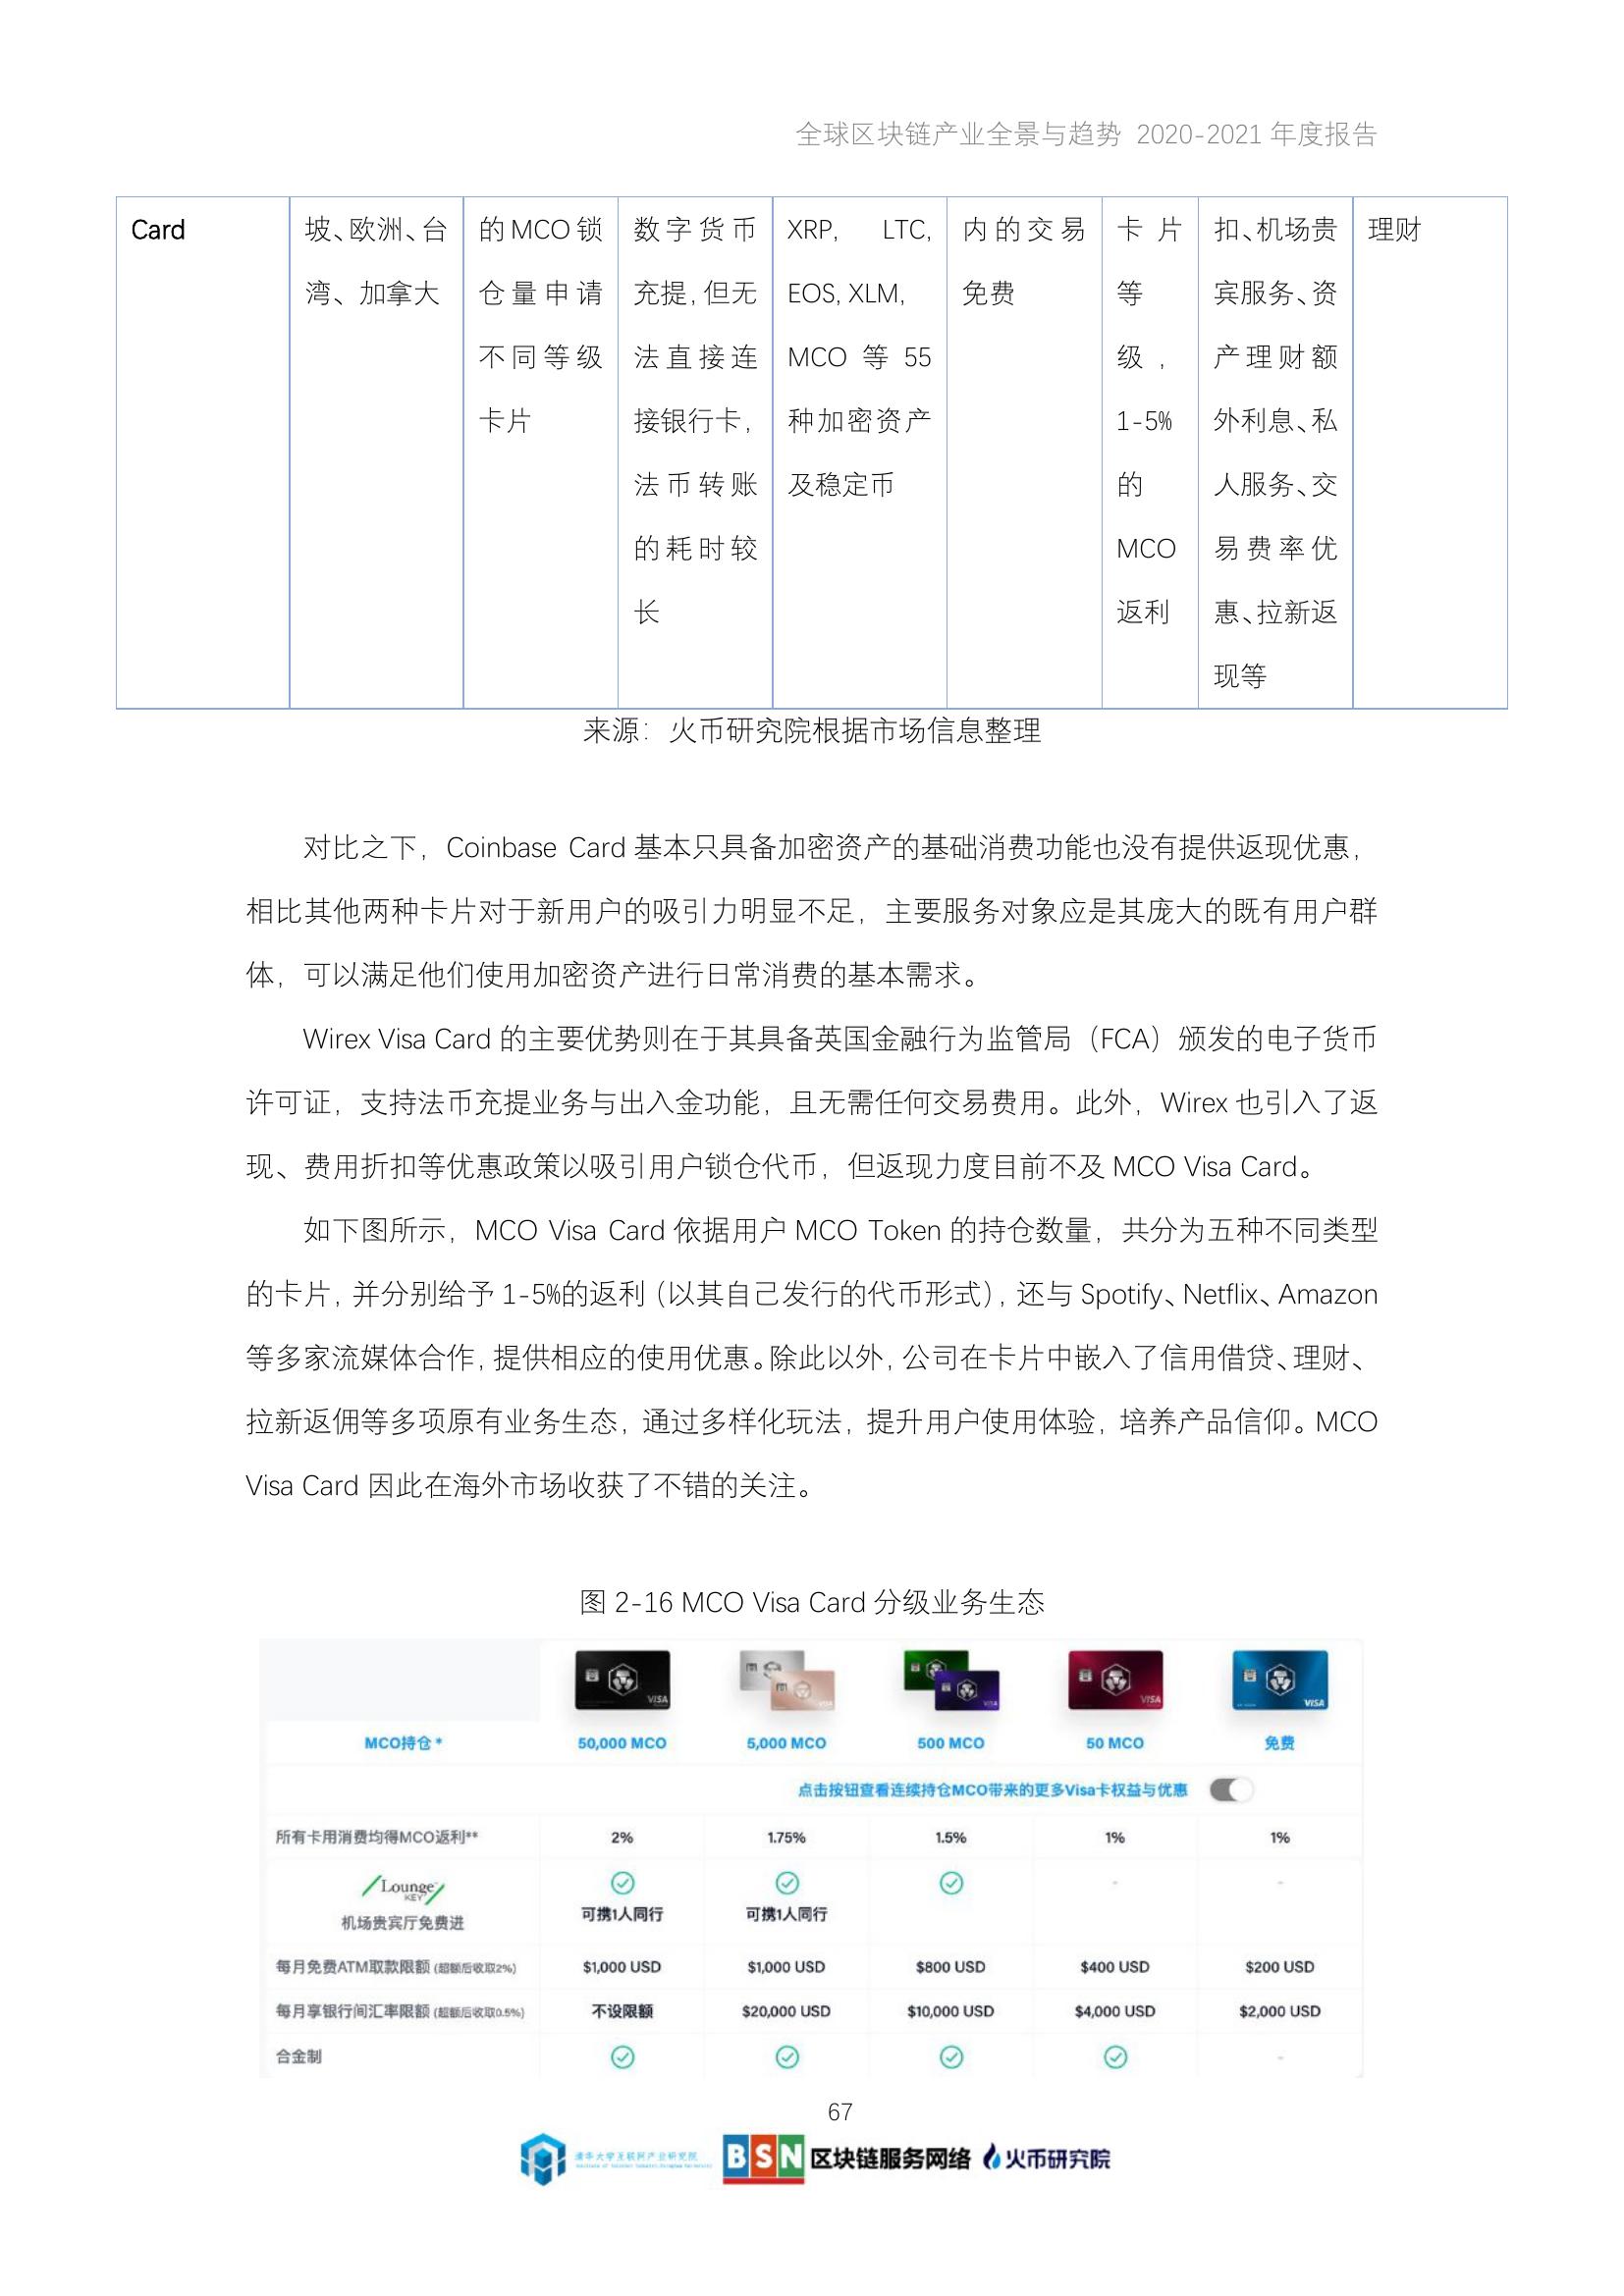 全球区块链产业全景与趋势 2020-2021 年度报告
Card
坡、欧洲、台
湾、加拿大
的MCO锁
仓量申请
不同等级
卡片
数字货币
充提,但无
法直接连
接银行卡,
法币转账
的耗时较
长
XRP, LTC,
EOS, XLM,
MCO 等 55
种加密资产
及稳定币
内的交易
免费
卡片
等
级,
1-5%
的
MCO
返利
扣、机场贵
宾服务、资
产理财额
外利息、私
人服务、交
易费率优
惠、拉新返
现等
理财
来源：火币研究院根据市场信息整理
对比之下，Coinbase Card 基本只具备加密资产的基础消费功能也没有提供返现优惠，
相比其他两种卡片对于新用户的吸引力明显不足，主要服务对象应是其庞大的既有用户群
体，可以满足他们使用加密资产进行日常消费的基本需求。
Wirex Visa Card 的主要优势则在于其具备英国金融行为监管局（FCA）颁发的电子货币
许可证，支持法币充提业务与出入金功能，且无需任何交易费用。此外，Wirex 也引入了返
现、费用折扣等优惠政策以吸引用户锁仓代币，但返现力度目前不及 MCO Visa Card。
如下图所示，MCO Visa Card 依据用户 MCO Token 的持仓数量，共分为五种不同类型
的卡片，并分别给予 1-5%的返利（以其自己发行的代币形式），还与 Spotify、Netflix、Amazon
等多家流媒体合作，提供相应的使用优惠。除此以外，公司在卡片中嵌入了信用借贷、理财、
拉新返佣等多项原有业务生态，通过多样化玩法，提升用户使用体验，培养产品信仰。MCO
Visa Card 因此在海外市场收获了不错的关注。
图 2-16 MCO Visa Card 分级业务生态
VISA
VISA
VISA
VISA
VISA
MCO持仓 *
50,000 MCO
5,000 MCO
500 MCO
50 MCO
免费
点击按钮查看连续持仓MCO带来的更多Visa卡权益与优惠
所有卡用消费均得MCO返利**
2%
1.75%
1.5%
1%
1%
Lounge
KEY
机场贵宾厅免费进
可携1人同行
可携1人同行
-
-
每月免费ATM取款限额 (超额后收取2%)
$1,000 USD
$1,000 USD
$800 USD
$400 USD
$200 USD
每月享银行间汇率限额 (超额后收取0.5%)
不设限额
$20,000 USD
$10,000 USD
$4,000 USD
$2,000 USD
合金制
-
67
清华大学互联网产业研究院
BSN 区块链服务网络
火币研究院